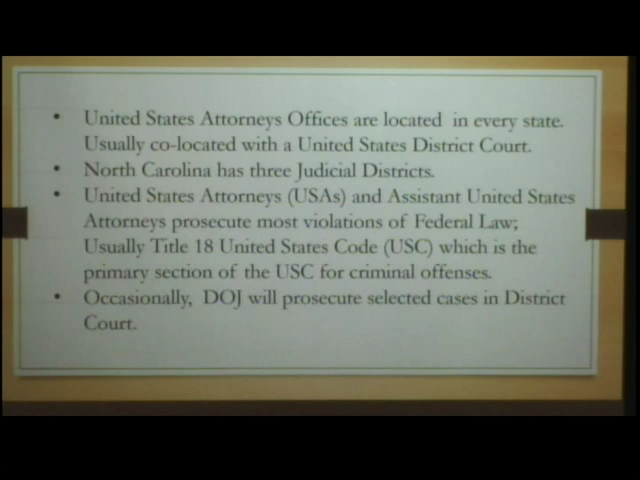 • United States Attorneys Offices are located in every state.
Usually co-located with a United States District Court.
• North Carolina has three Judicial Districts.
• United States Attorneys (USAs) and Assistant United States
Attorneys prosecute most violations of Federal Law;
Usually Title 18 United States Code (USC) which is the
primary section of the USC for criminal offenses.
• Occasionally, DOJ will prosecute selected cases in District
Court.